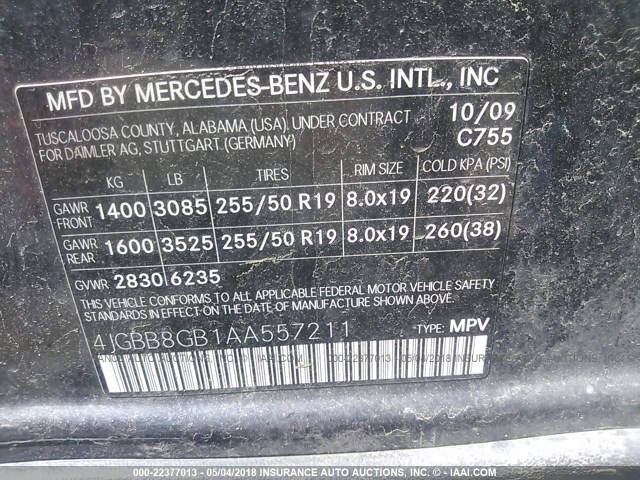 MFD BY MERCEDES-BENZ U.S. INTL., INC
TUSCALOOSA COUNTY, ALABAMA (USA), UNDER CONTRACT 10/09
FOR DAIMLER AG, STUTTGART (GERMANY) C755
KG LB TIRES RIM SIZE COLD KPA (PSI)
GAWR FRONT 1400 3085 255/50 R19 8.0x19 220(32)
GAWR REAR 1600 3525 255/50 R19 8.0x19 260(38)
GVWR 2830 6235
THIS VEHICLE CONFORMS TO ALL APPLICABLE FEDERAL MOTOR VEHICLE SAFETY
STANDARDS IN EFFECT ON THE DATE OF MANUFACTURE SHOWN ABOVE.
4JGBB8GB1AA557211 TYPE: MPV
000-22377013 — 05/04/2018 — INSURANCE AUTO AUCTIONS, INC. — © — IAAI.COM